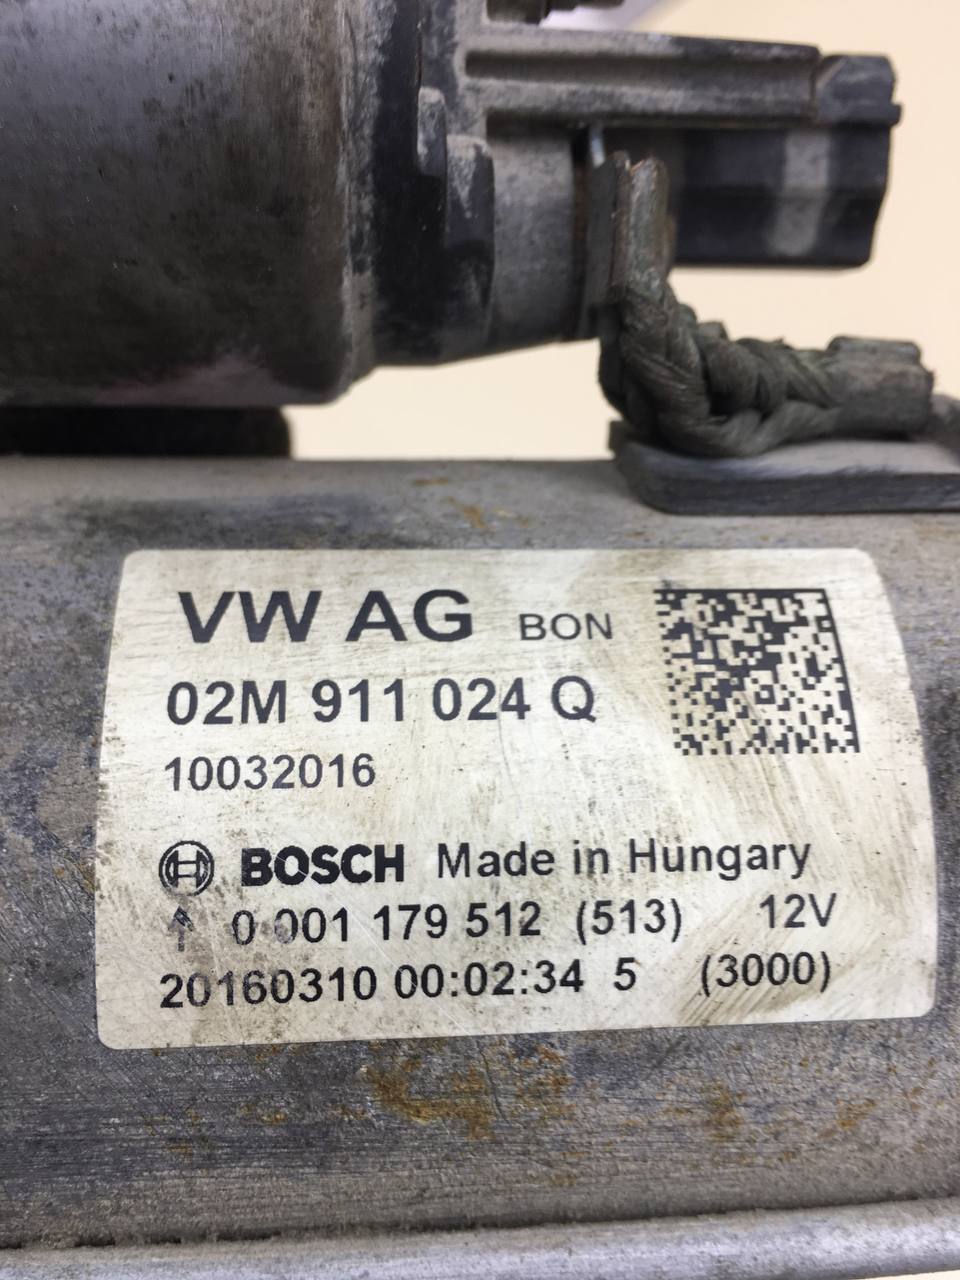 VW AG BON
02M 911 024 Q
10032016
BOSCH Made in Hungary
0 001 179 512 (513) 12V
20160310 00:02:34 5 (3000)